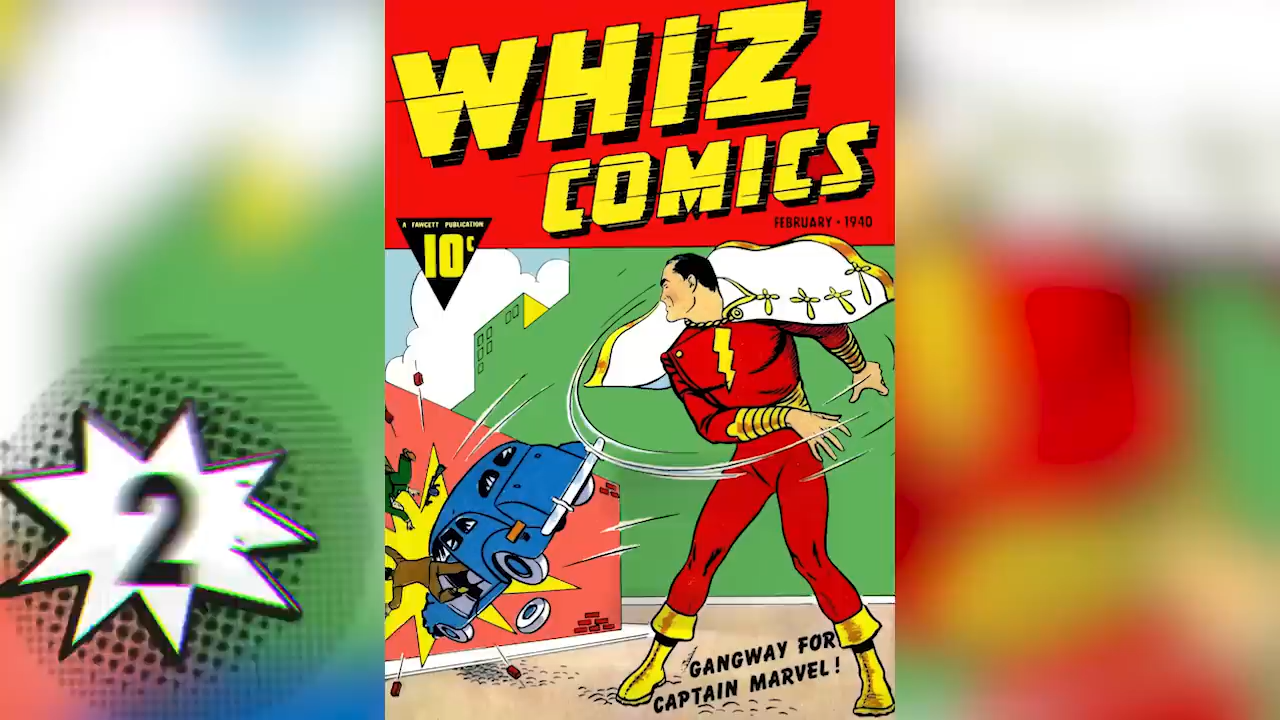 WHIZ
COMICS
FEBRUARY • 1940
A FAWCETT PUBLICATION
10¢
2
GANGWAY FOR
CAPTAIN MARVEL!